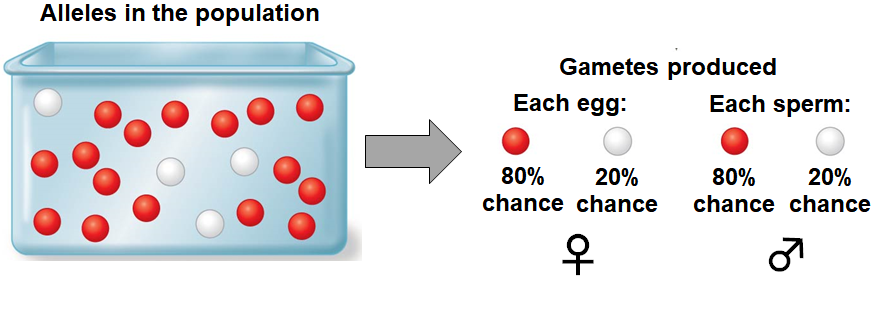 Alleles in the population
Gametes produced
Each egg:
Each sperm:
80% chance
20% chance
80% chance
20% chance